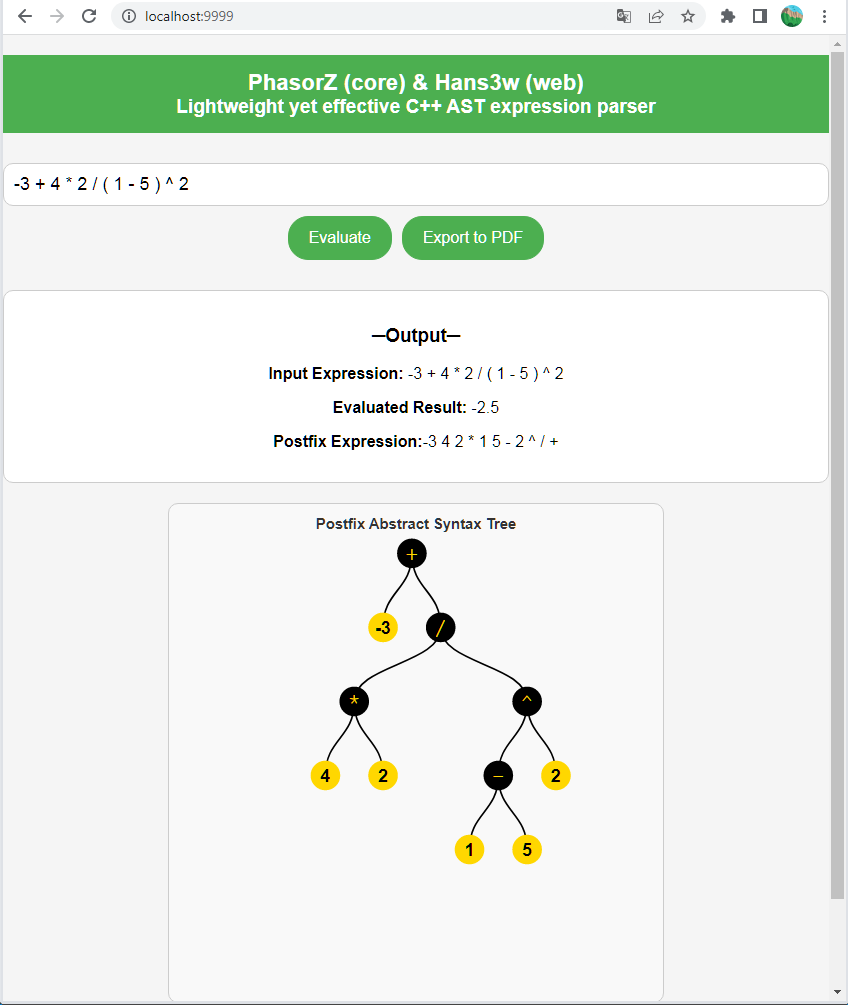 localhost:9999
PhasorZ (core) & Hans3w (web)
Lightweight yet effective C++ AST expression parser
-3 + 4 * 2 / ( 1 - 5 ) ^ 2
Evaluate Export to PDF
—Output—
Input Expression: -3 + 4 * 2 / ( 1 - 5 ) ^ 2
Evaluated Result: -2.5
Postfix Expression:-3 4 2 * 1 5 - 2 ^ / +
Postfix Abstract Syntax Tree
+
-3 /
* ^
4 2 − 2
1 5